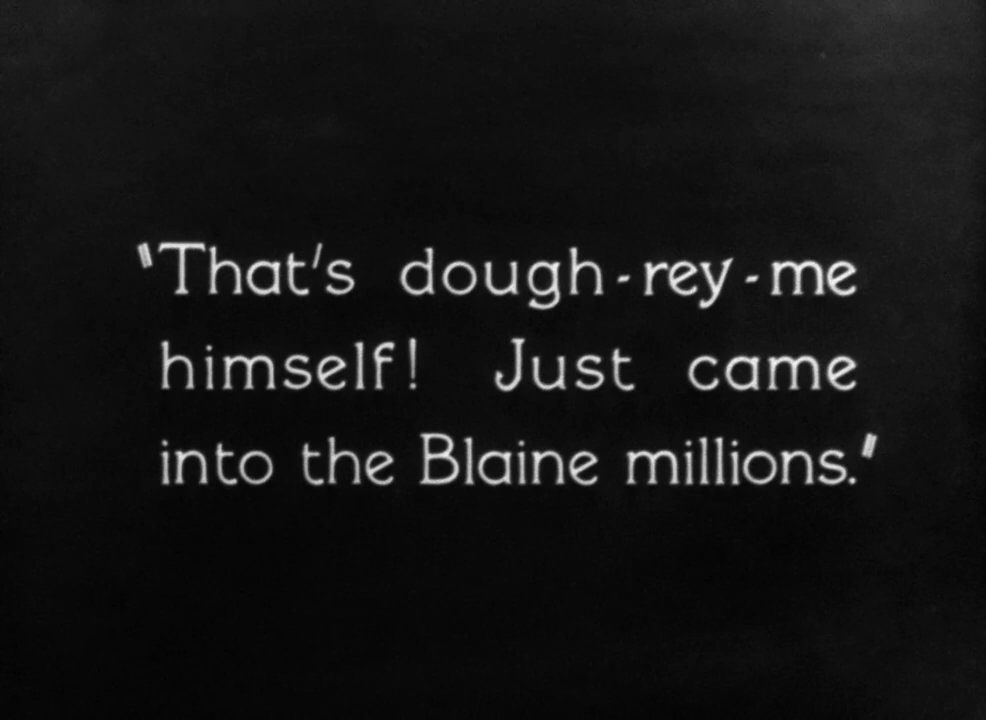 "That's dough-rey-me
himself! Just came
into the Blaine millions."